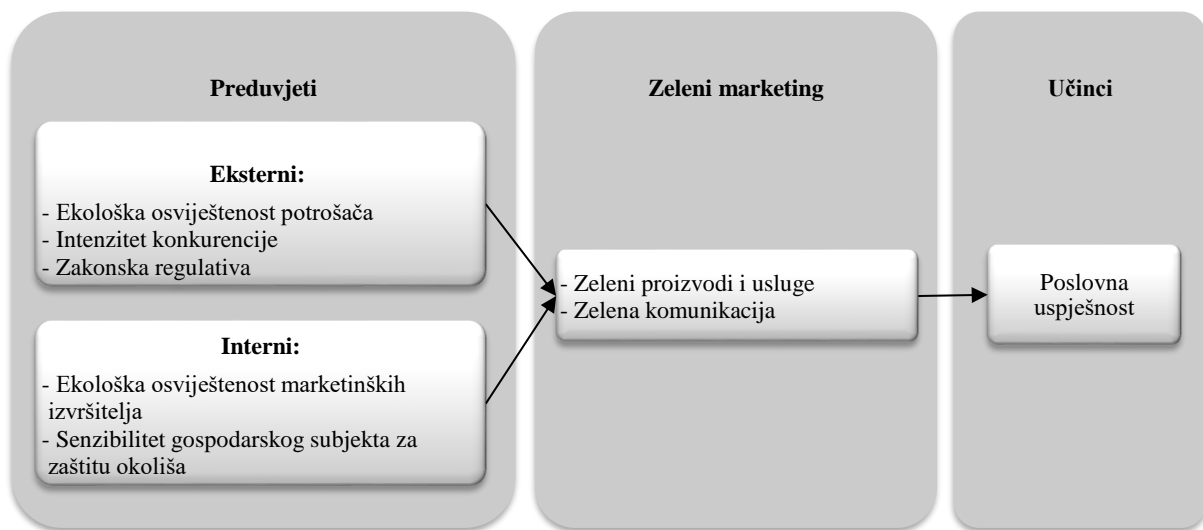 Preduvjeti
Eksterni:
- Ekološka osviještenost potrošača
- Intenzitet konkurencije
- Zakonska regulativa
Interni:
- Ekološka osviještenost marketinških
izvršitelja
- Senzibilitet gospodarskog subjekta za
zaštitu okoliša
Zeleni marketing
- Zeleni proizvodi i usluge
- Zelena komunikacija
Učinci
Poslovna
uspješnost